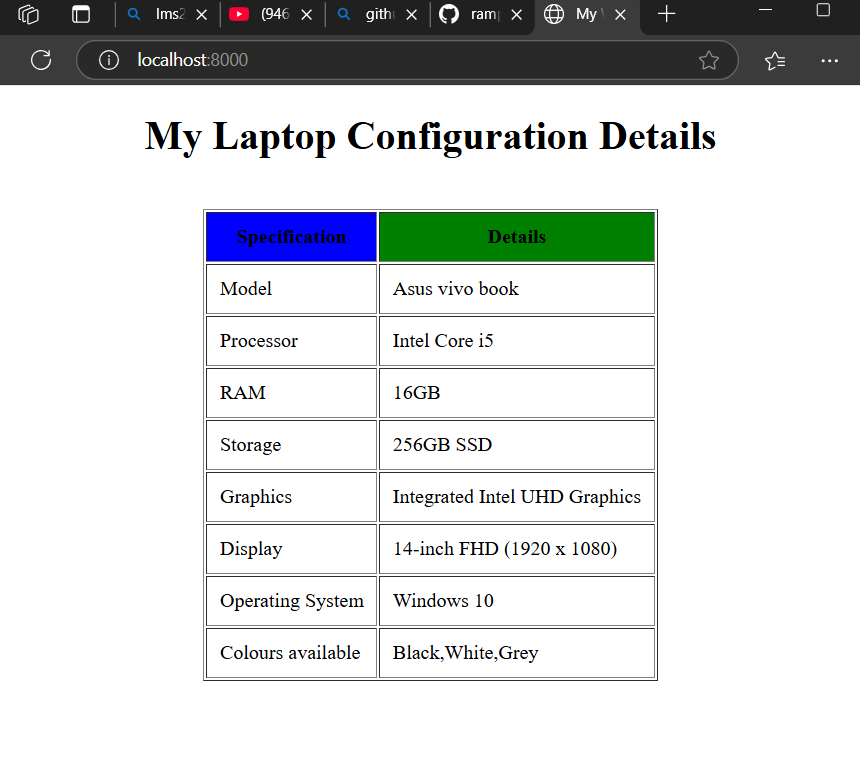 lms2 (946 gith ram My
localhost:8000
My Laptop Configuration Details
Specification Details
Model Asus vivo book
Processor Intel Core i5
RAM 16GB
Storage 256GB SSD
Graphics Integrated Intel UHD Graphics
Display 14-inch FHD (1920 x 1080)
Operating System Windows 10
Colours available Black,White,Grey